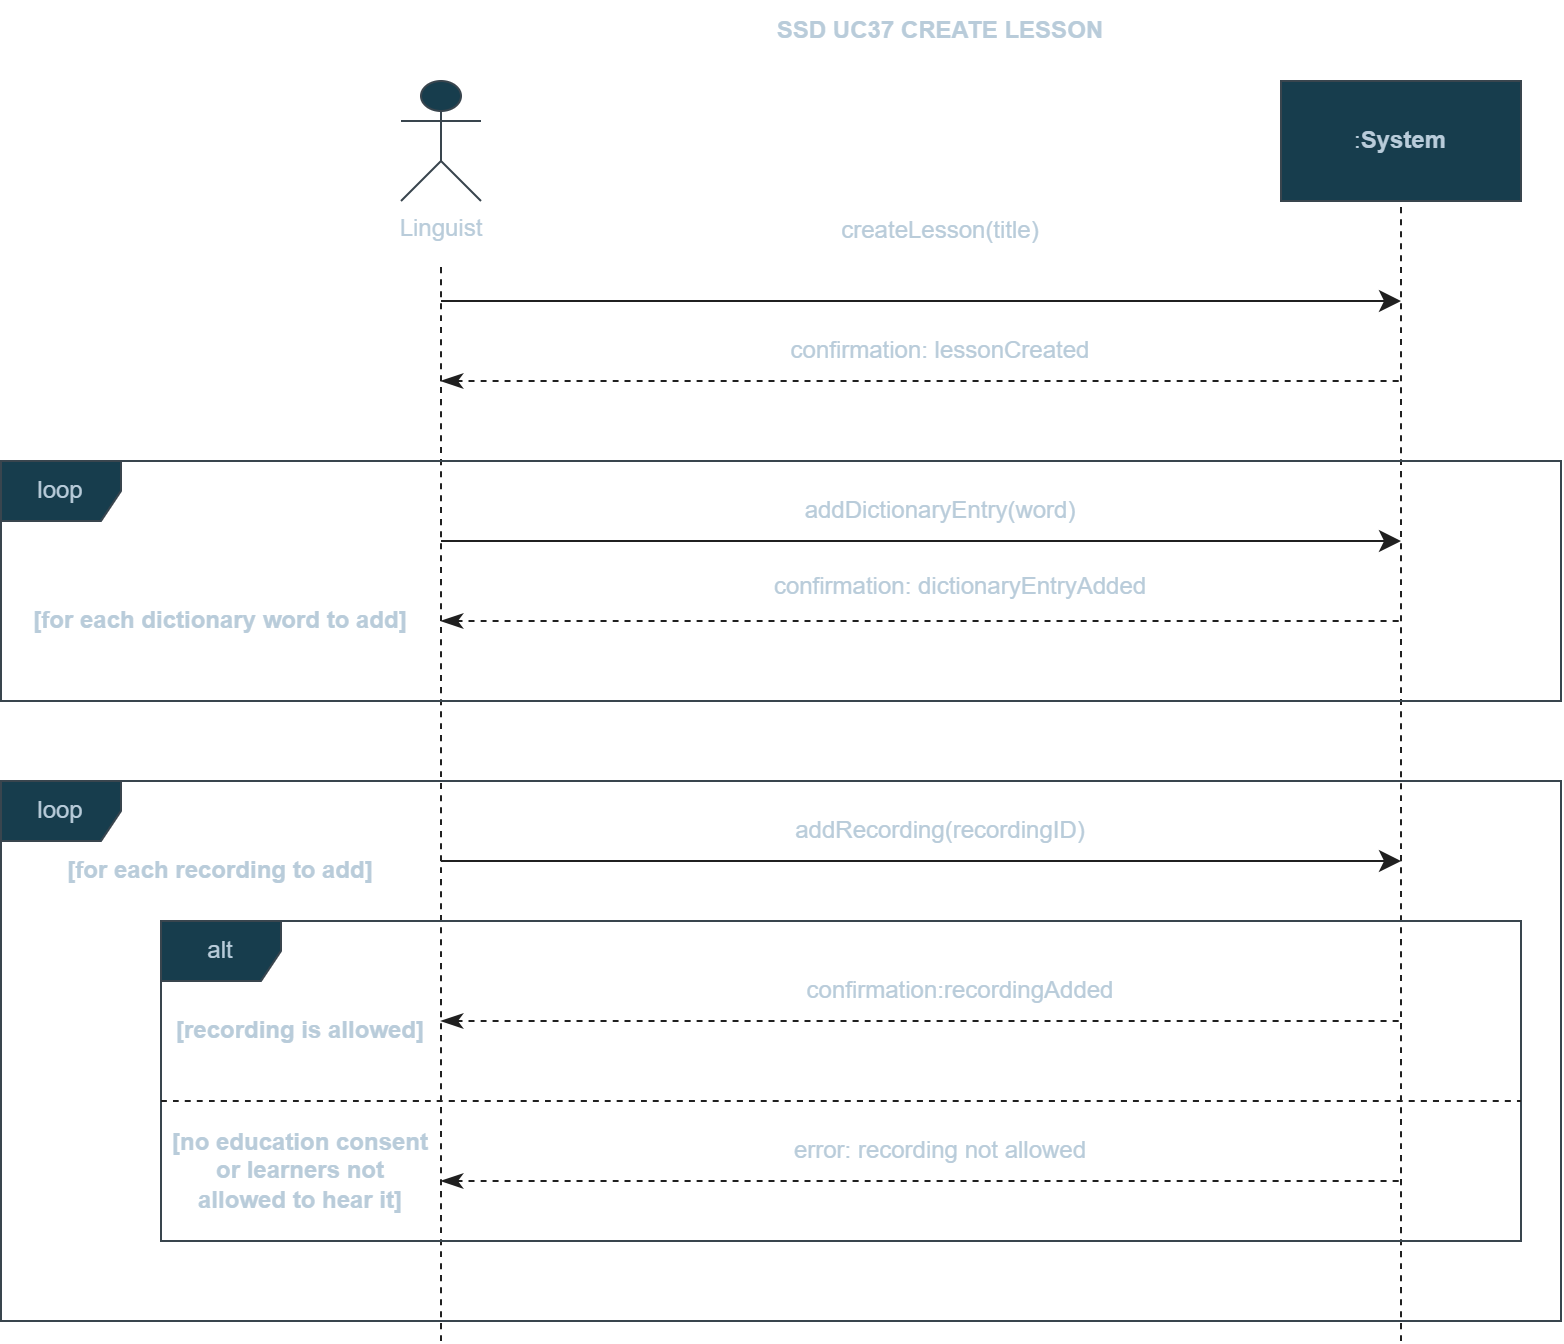 SSD UC37 CREATE LESSON
:System
Linguist
createLesson(title)
confirmation: lessonCreated
loop
addDictionaryEntry(word)
confirmation: dictionaryEntryAdded
[for each dictionary word to add]
loop
addRecording(recordingID)
[for each recording to add]
alt
confirmation:recordingAdded
[recording is allowed]
[no education consent
or learners not
allowed to hear it]
error: recording not allowed